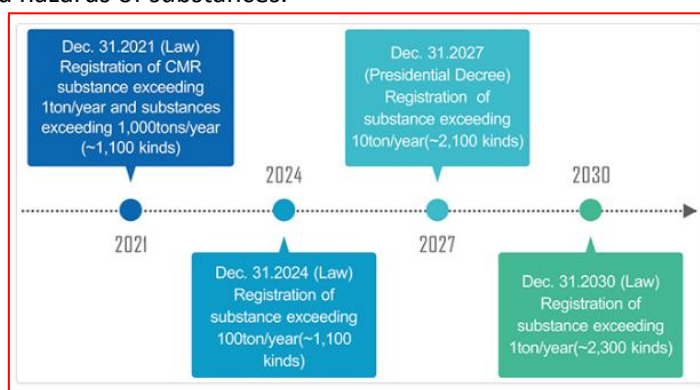 hazards of substances.
Dec. 31.2021 (Law)
Registration of CMR
substance exceeding
1ton/year and substances
exceeding 1,000tons/year
(~1,100 kinds)
Dec. 31.2027
(Presidential Decree)
Registration of
substance exceeding
10ton/year(~2,100 kinds)
2024
2030
2021
2027
Dec. 31.2024 (Law)
Registration of
substance exceeding
100ton/year(~1,100
kinds)
Dec. 31.2030 (Law)
Registration of
substance exceeding
1ton/year(~2,300 kinds)